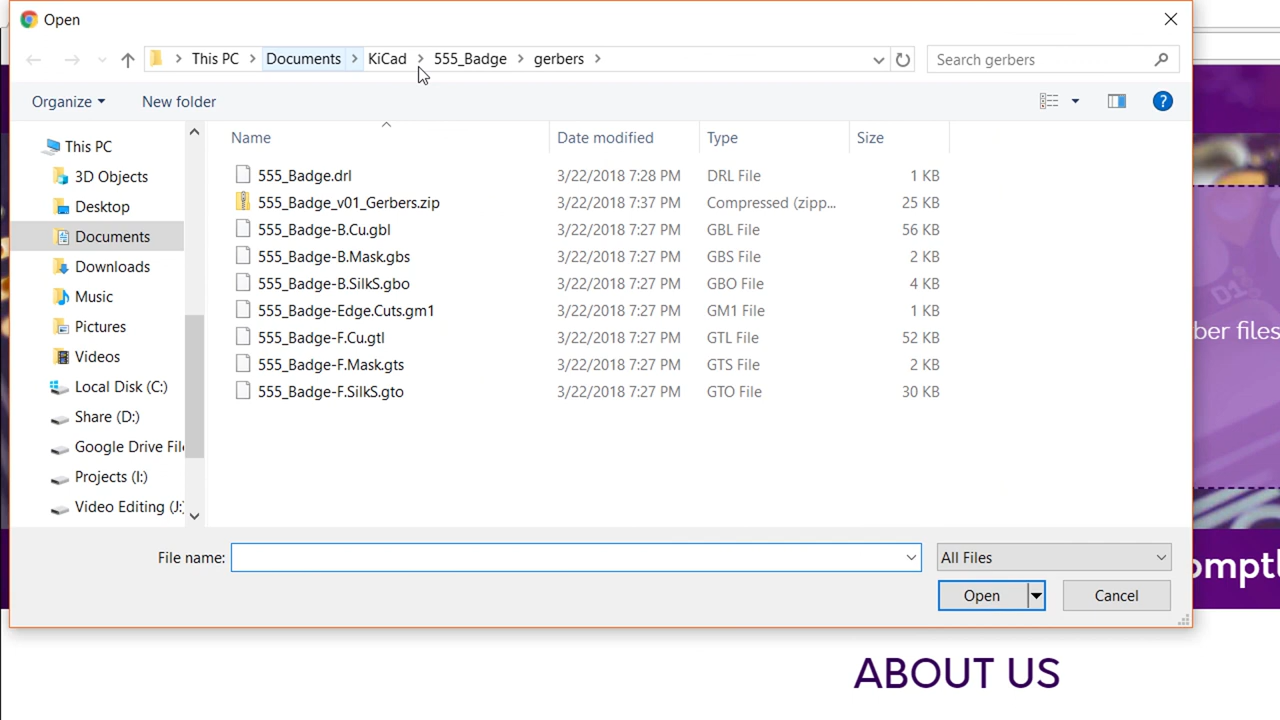 Open
This PC Documents KiCad 555_Badge gerbers
Search gerbers
Organize New folder
This PC
3D Objects
Desktop
Documents
Downloads
Music
Pictures
Videos
Local Disk (C:)
Share (D:)
Google Drive File
Projects (I:)
Video Editing (J:)
Name Date modified Type Size
555_Badge.drl 3/22/2018 7:28 PM DRL File 1 KB
555_Badge_v01_Gerbers.zip 3/22/2018 7:37 PM Compressed (zipp... 25 KB
555_Badge-B.Cu.gbl 3/22/2018 7:27 PM GBL File 56 KB
555_Badge-B.Mask.gbs 3/22/2018 7:27 PM GBS File 2 KB
555_Badge-B.SilkS.gbo 3/22/2018 7:27 PM GBO File 4 KB
555_Badge-Edge.Cuts.gm1 3/22/2018 7:27 PM GM1 File 1 KB
555_Badge-F.Cu.gtl 3/22/2018 7:27 PM GTL File 52 KB
555_Badge-F.Mask.gts 3/22/2018 7:27 PM GTS File 2 KB
555_Badge-F.SilkS.gto 3/22/2018 7:27 PM GTO File 30 KB
D13
ber files
File name: All Files
Open Cancel
omptl
ABOUT US